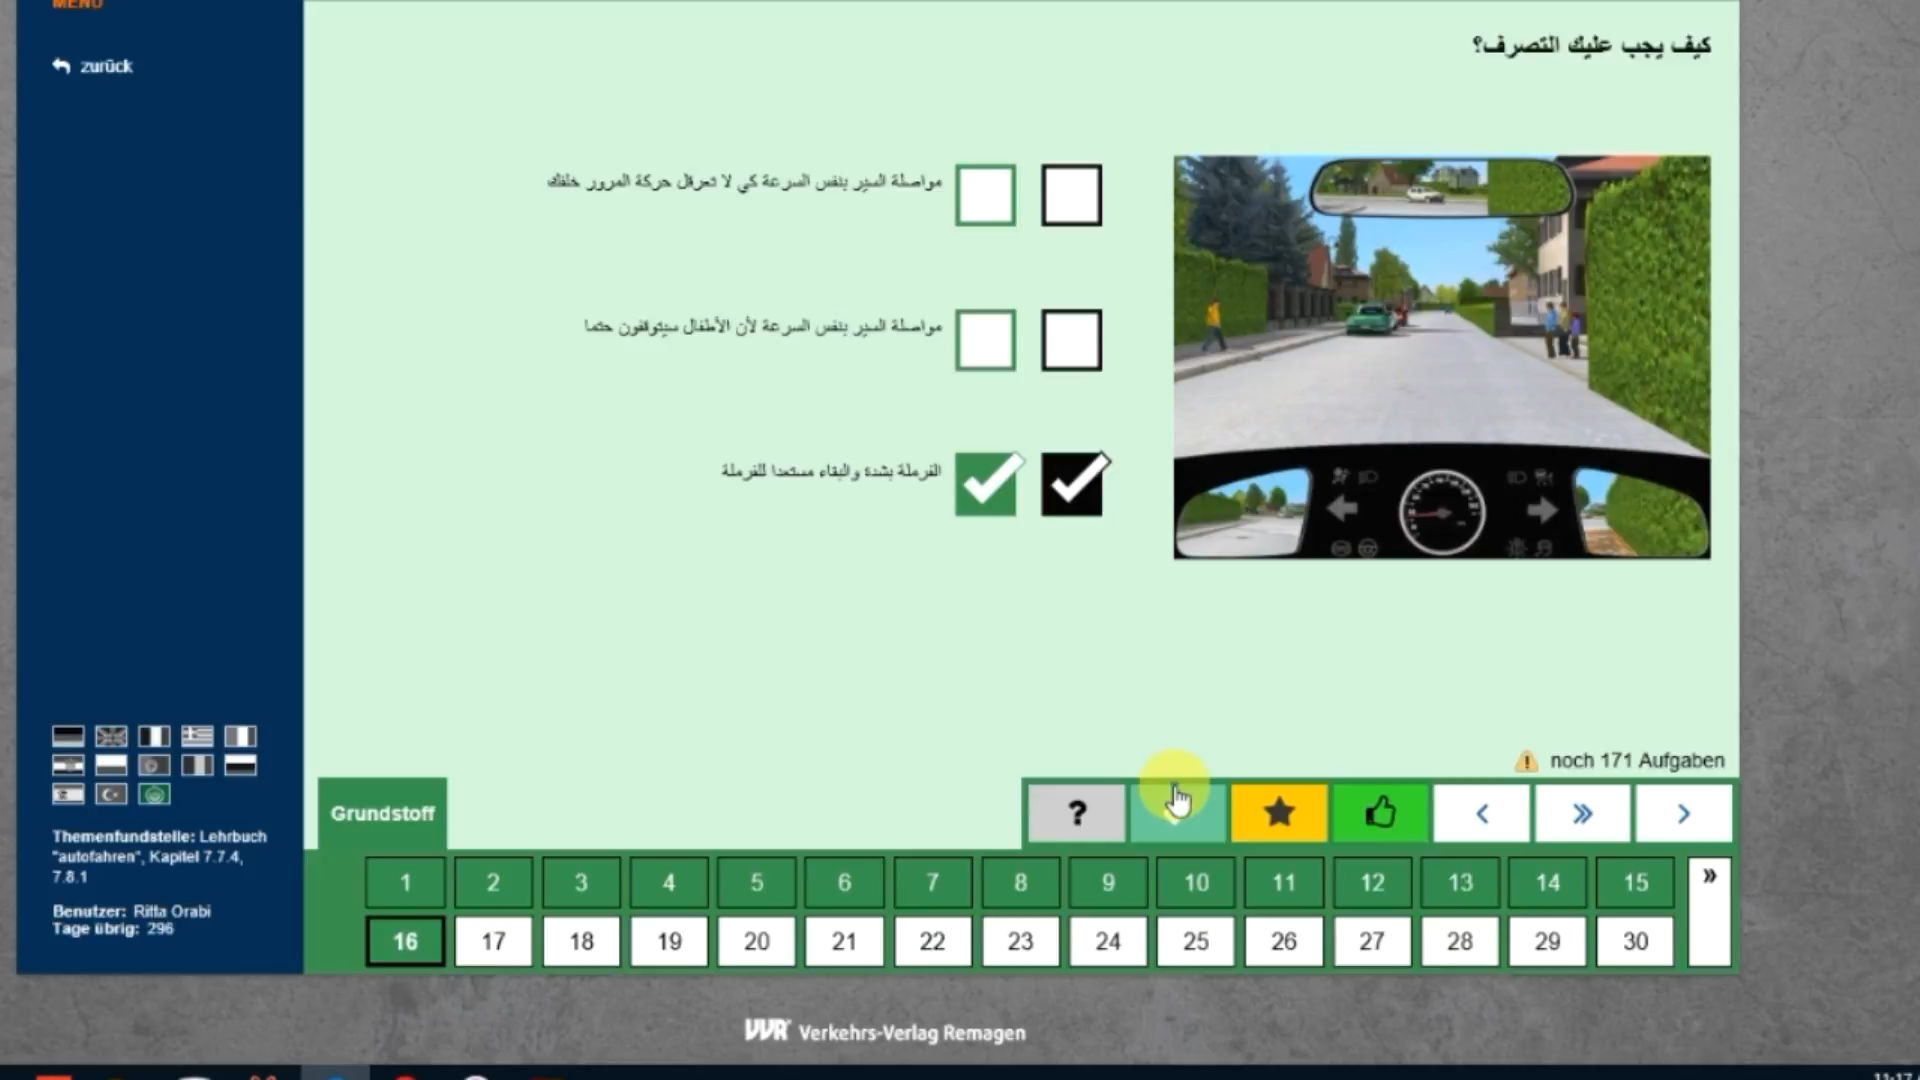 MENÜ
zurück
كيف يجب عليك التصرف؟
مواصلة السير بنفس السرعة كي لا تعرقل حركة المرور خلفك
مواصلة السير بنفس السرعة لأن الأطفال سيتوقفون حتما
الفرملة بشدة والبقاء مستعدا للفرملة
noch 171 Aufgaben
Grundstoff
?
1 2 3 4 5 6 7 8 9 10 11 12 13 14 15 »
16 17 18 19 20 21 22 23 24 25 26 27 28 29 30
Themenfundstelle: Lehrbuch
"autofahren", Kapitel 7.7.4,
7.8.1
Benutzer: Ritta Orabi
Tage übrig: 296
VVR Verkehrs-Verlag Remagen